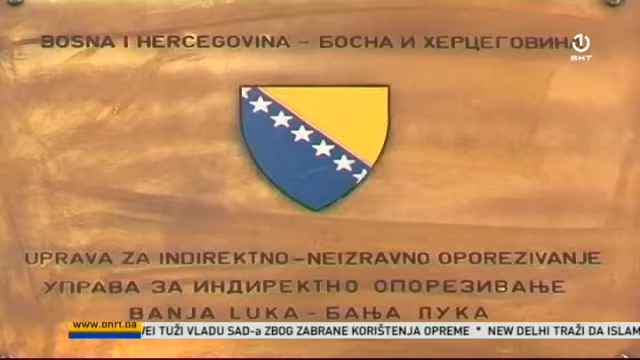 BOSNA I HERCEGOVINA – БОСНА И ХЕРЦЕГОВИНА
BHT
UPRAVA ZA INDIREKTNO – NEIZRAVNO OPOREZIVANJE
УПРАВА ЗА ИНДИРЕКТНО ОПОРЕЗИВАЊЕ
BANJA LUKA - БАЊА ЛУКА
www.bhrt.ba VEI TUŽI VLADU SAD-a ZBOG ZABRANE KORIŠTENJA OPREME * NEW DELHI TRAŽI DA ISLAM